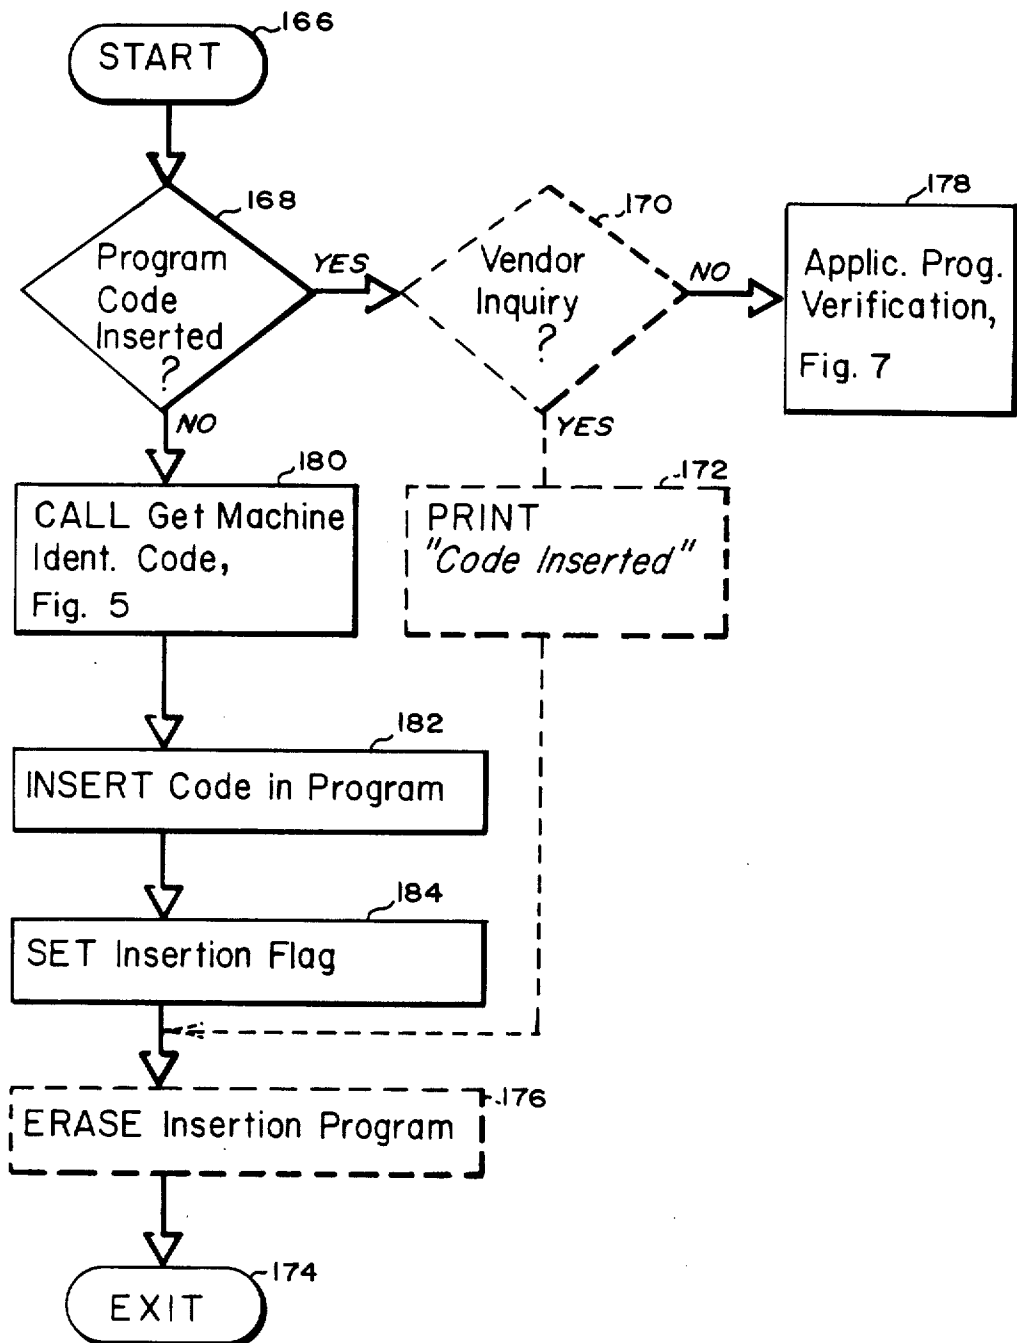 166
START
168
Program
Code
Inserted
?
YES
NO
170
Vendor
Inquiry
?
NO
YES
178
Applic. Prog.
Verification,
Fig. 7
180
CALL Get Machine
Ident. Code,
Fig. 5
172
PRINT
"Code Inserted"
182
INSERT Code in Program
184
SET Insertion Flag
176
ERASE Insertion Program
174
EXIT